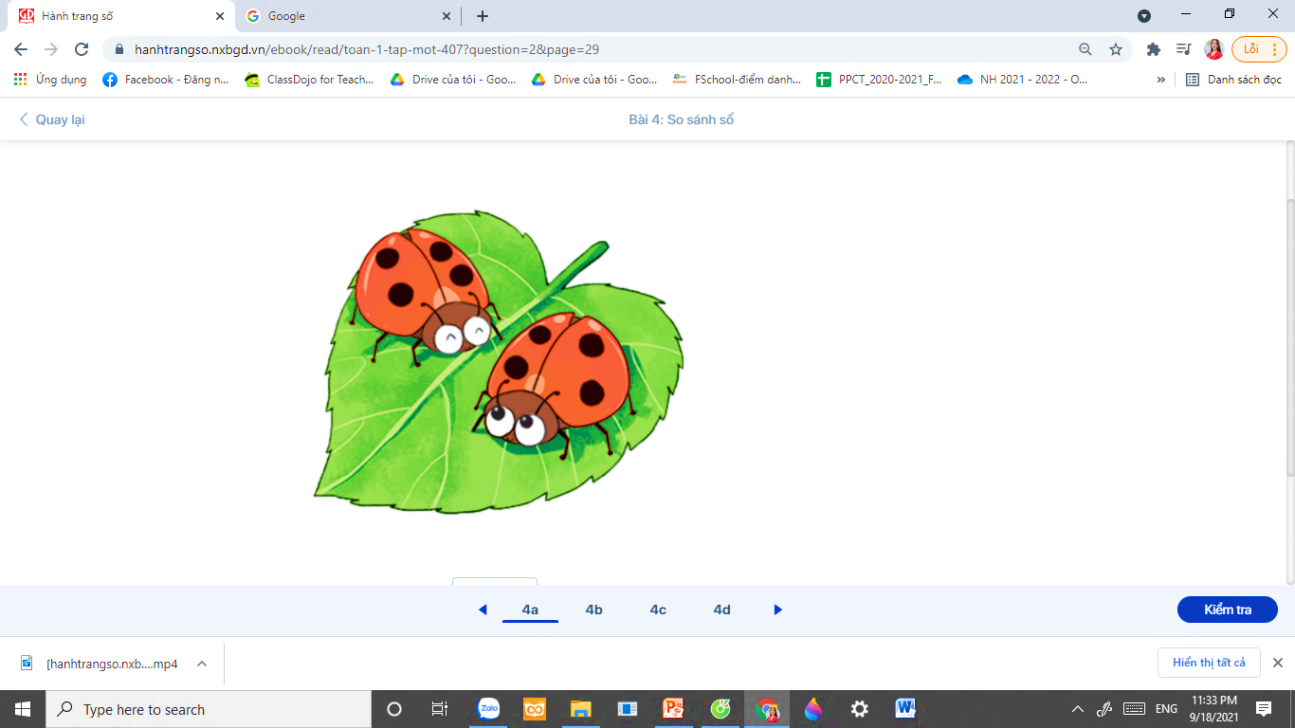 Hành trang số
Google
hanhtrangso.nxbgd.vn/ebook/read/toan-1-tap-mot-407?question=2&page=29
Lỗi
Ứng dụng
Facebook - Đăng n...
ClassDojo for Teach...
Drive của tôi - Goo...
Drive của tôi - Goo...
FSchool-điểm danh...
PPCT_2020-2021_F...
NH 2021 - 2022 - O...
»
Danh sách đọc
Quay lại
Bài 4: So sánh số
4a
4b
4c
4d
Kiểm tra
[hanhtrangso.nxb....mp4
Hiển thị tất cả
Type here to search
Zalo
ENG
11:33 PM
9/18/2021